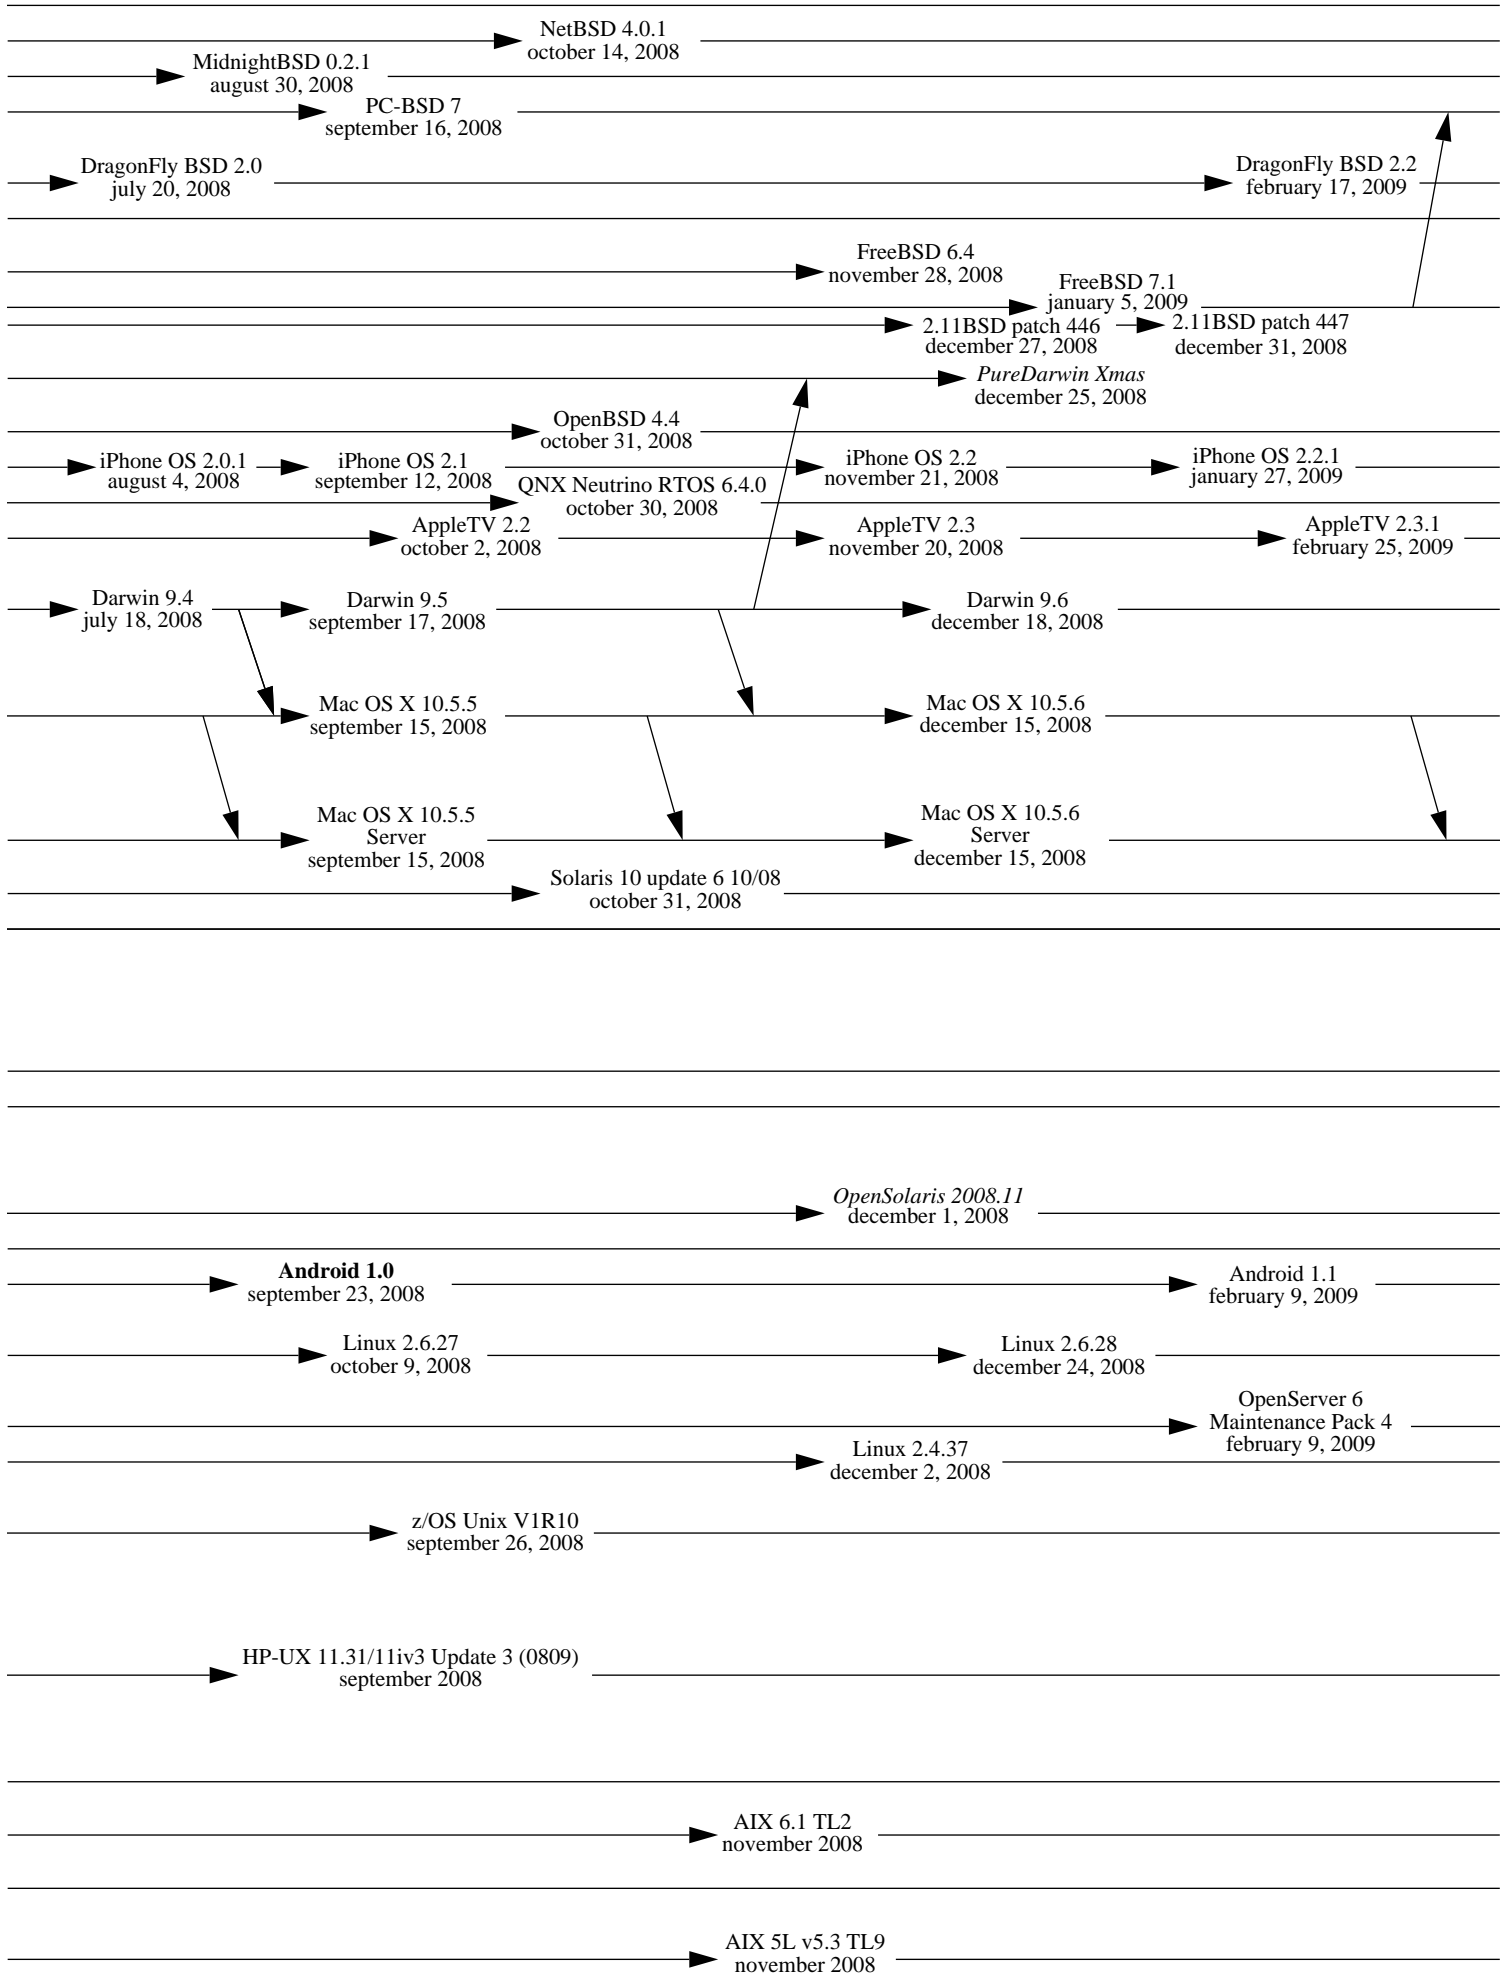 NetBSD 4.0.1
october 14, 2008
MidnightBSD 0.2.1
august 30, 2008
PC-BSD 7
september 16, 2008
DragonFly BSD 2.0
july 20, 2008
DragonFly BSD 2.2
february 17, 2009
FreeBSD 6.4
november 28, 2008
FreeBSD 7.1
january 5, 2009
2.11BSD patch 446
december 27, 2008
2.11BSD patch 447
december 31, 2008
PureDarwin Xmas
december 25, 2008
OpenBSD 4.4
october 31, 2008
iPhone OS 2.0.1
august 4, 2008
iPhone OS 2.1
september 12, 2008
iPhone OS 2.2
november 21, 2008
iPhone OS 2.2.1
january 27, 2009
QNX Neutrino RTOS 6.4.0
october 30, 2008
AppleTV 2.2
october 2, 2008
AppleTV 2.3
november 20, 2008
AppleTV 2.3.1
february 25, 2009
Darwin 9.4
july 18, 2008
Darwin 9.5
september 17, 2008
Darwin 9.6
december 18, 2008
Mac OS X 10.5.5
september 15, 2008
Mac OS X 10.5.6
december 15, 2008
Mac OS X 10.5.5
Server
september 15, 2008
Mac OS X 10.5.6
Server
december 15, 2008
Solaris 10 update 6 10/08
october 31, 2008
OpenSolaris 2008.11
december 1, 2008
Android 1.0
september 23, 2008
Android 1.1
february 9, 2009
Linux 2.6.27
october 9, 2008
Linux 2.6.28
december 24, 2008
OpenServer 6
Maintenance Pack 4
february 9, 2009
Linux 2.4.37
december 2, 2008
z/OS Unix V1R10
september 26, 2008
HP-UX 11.31/11iv3 Update 3 (0809)
september 2008
AIX 6.1 TL2
november 2008
AIX 5L v5.3 TL9
november 2008